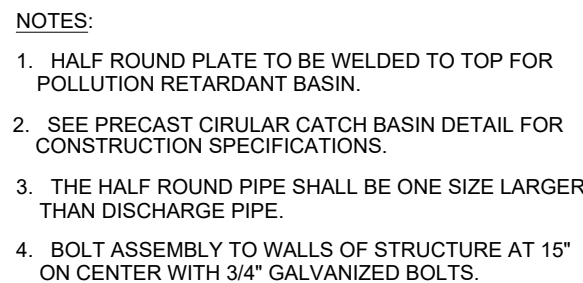 NOTES:
1. HALF ROUND PLATE TO BE WELDED TO TOP FOR
POLLUTION RETARDANT BASIN.
2. SEE PRECAST CIRULAR CATCH BASIN DETAIL FOR
CONSTRUCTION SPECIFICATIONS.
3. THE HALF ROUND PIPE SHALL BE ONE SIZE LARGER
THAN DISCHARGE PIPE.
4. BOLT ASSEMBLY TO WALLS OF STRUCTURE AT 15"
ON CENTER WITH 3/4" GALVANIZED BOLTS.